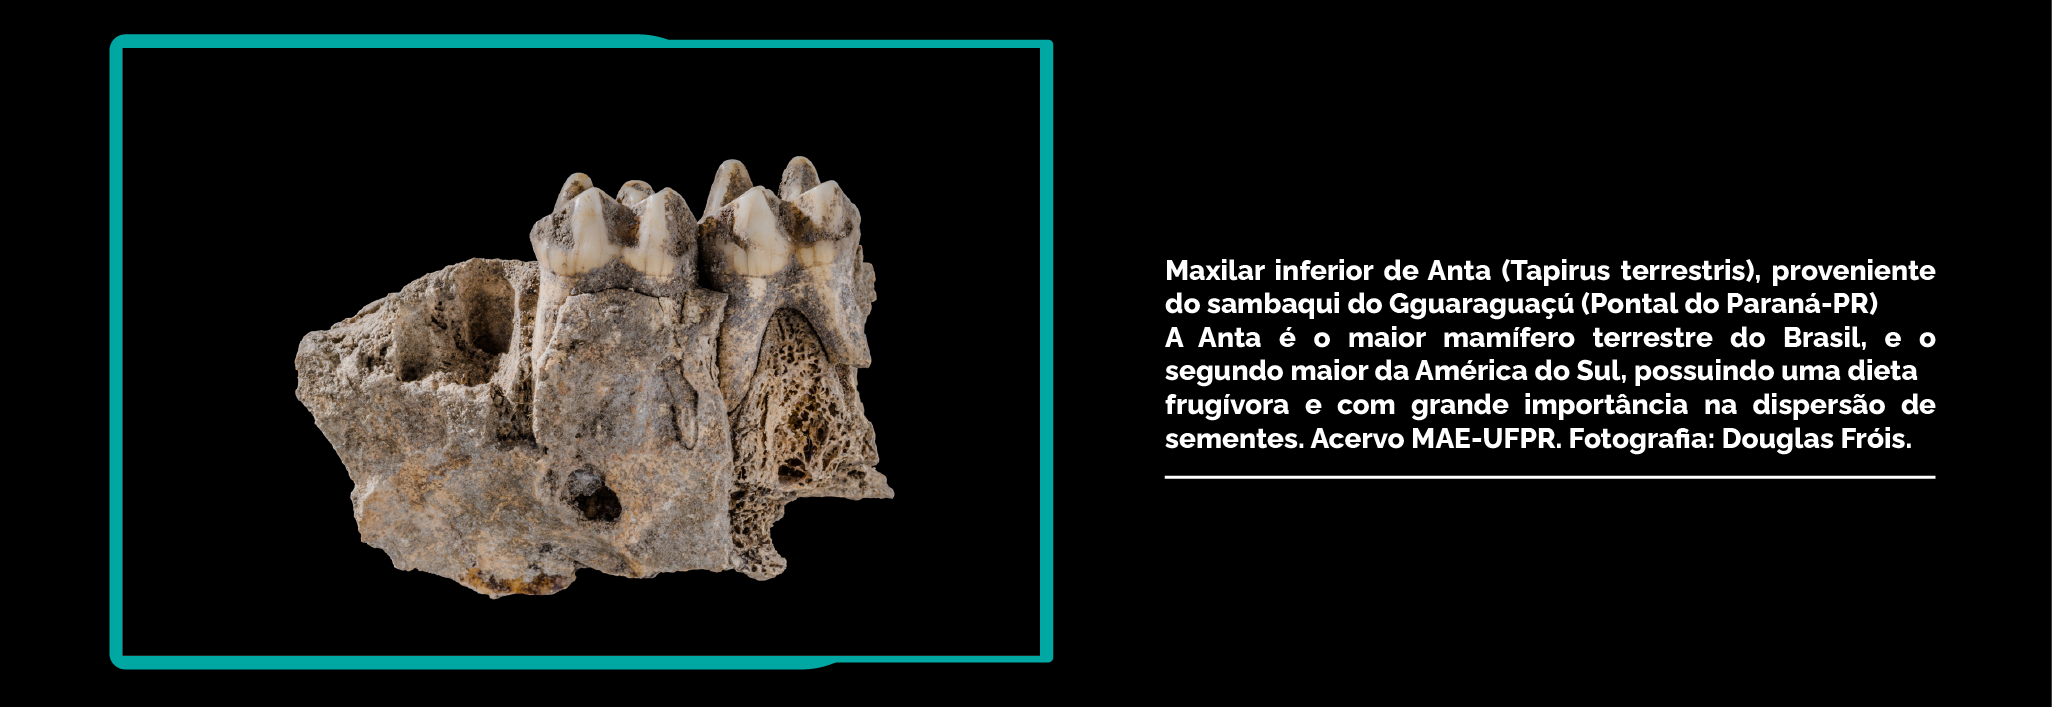 Maxilar inferior de Anta (Tapirus terrestris), proveniente
do sambaqui do Gguaraguaçú (Pontal do Paraná-PR)
A Anta é o maior mamífero terrestre do Brasil, e o
segundo maior da América do Sul, possuindo uma dieta
frugívora e com grande importância na dispersão de
sementes. Acervo MAE-UFPR. Fotografia: Douglas Fróis.